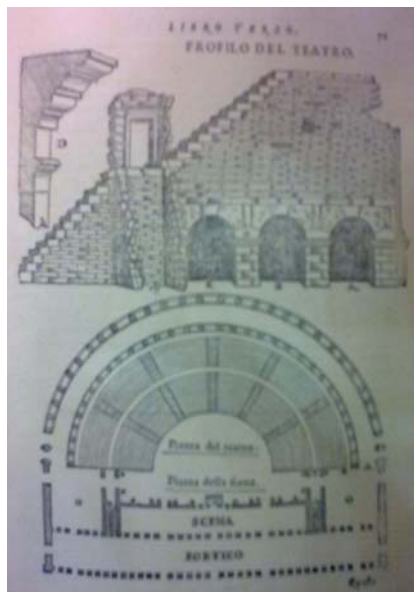 LIBRO TERZO.
PROFILO DEL TEATRO.
D
A
Piazza del teatro.
Piazza della scena.
SCENA
PORTICO